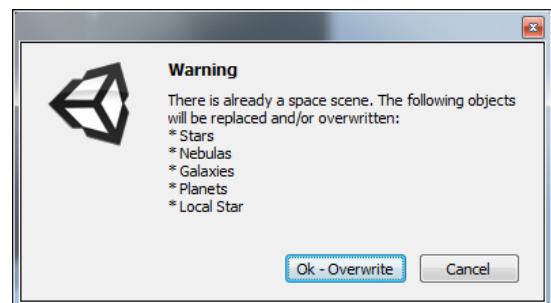 Warning
There is already a space scene. The following objects
will be replaced and/or overwritten:
* Stars
* Nebulas
* Galaxies
* Planets
* Local Star
Ok - Overwrite
Cancel